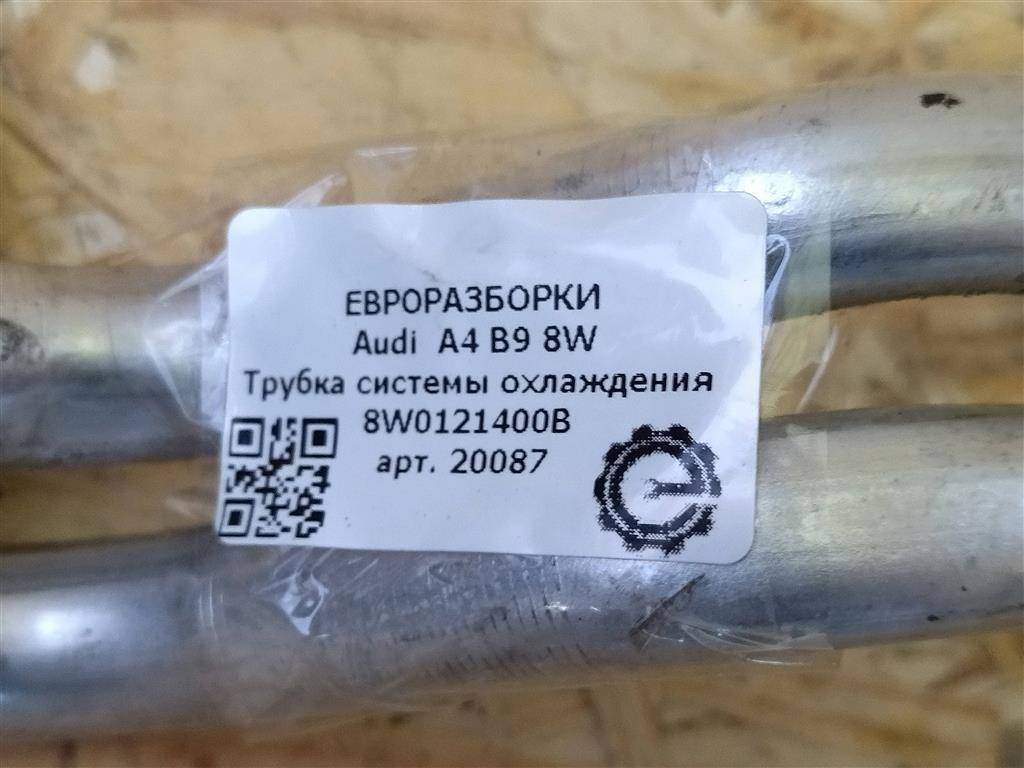 ЕВРОРАЗБОРКИ
Audi A4 B9 8W
Трубка системы охлаждения
8W0121400B
арт. 20087